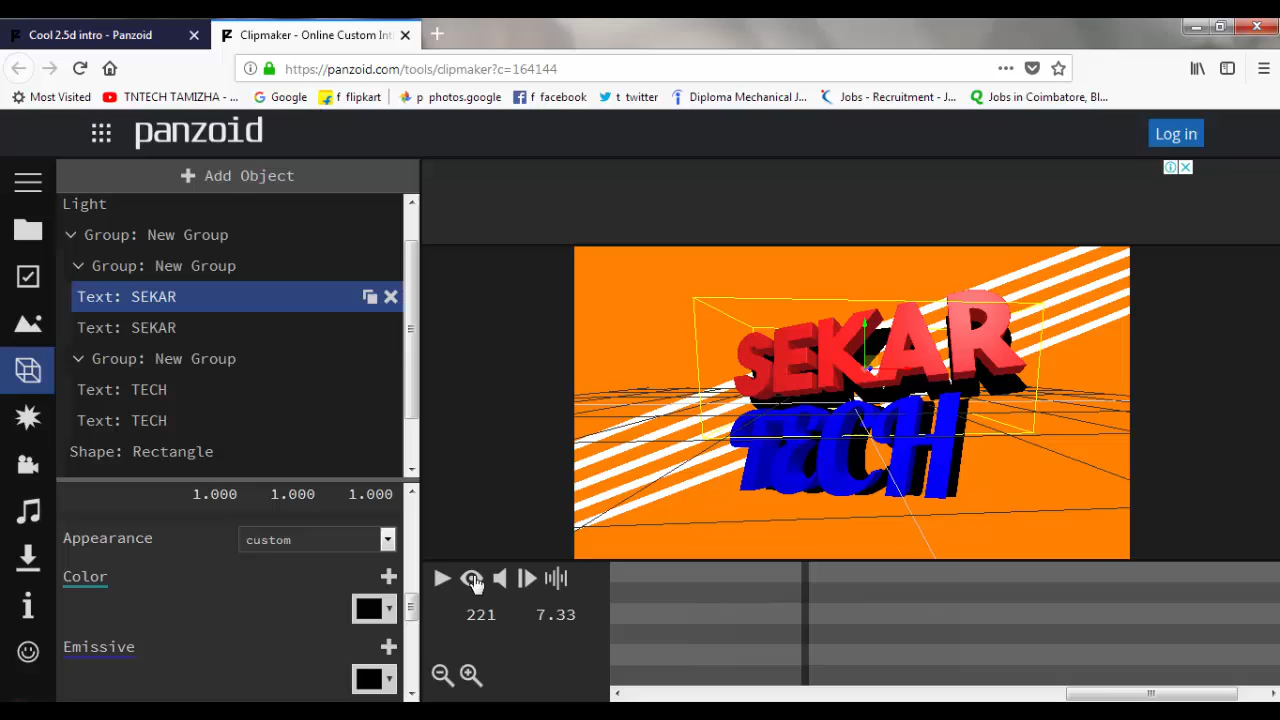 Cool 2.5d intro - Panzoid
Clipmaker - Online Custom Int
https://panzoid.com/tools/clipmaker?c=164144
Most Visited
TNTECH TAMIZHA - ...
Google
f flipkart
p photos.google
f facebook
t twitter
Diploma Mechanical J...
Jobs - Recruitment - J...
Jobs in Coimbatore, Bl...
panzoid
Log in
Add Object
Light
Group: New Group
Group: New Group
Text: SEKAR
Text: SEKAR
Group: New Group
Text: TECH
Text: TECH
Shape: Rectangle
1.000 1.000 1.000
Appearance
custom
Color
Emissive
SEKAR
TECH
221 7.33